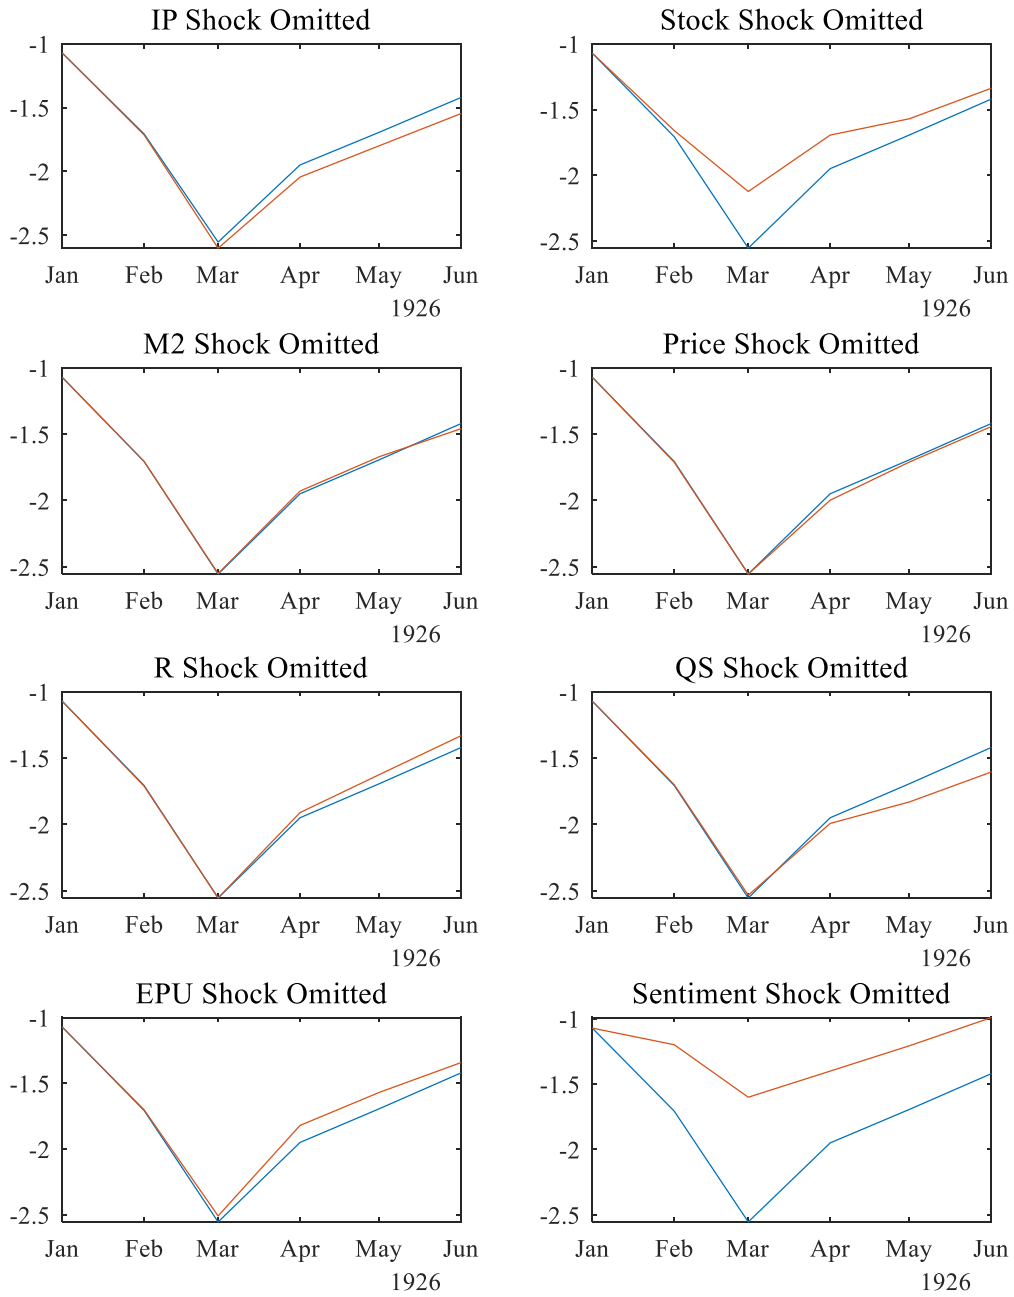 IP Shock Omitted
-1
-1.5
-2
-2.5
Jan Feb Mar Apr May Jun
1926
Stock Shock Omitted
-1
-1.5
-2
-2.5
Jan Feb Mar Apr May Jun
1926
M2 Shock Omitted
-1
-1.5
-2
-2.5
Jan Feb Mar Apr May Jun
1926
Price Shock Omitted
-1
-1.5
-2
-2.5
Jan Feb Mar Apr May Jun
1926
R Shock Omitted
-1
-1.5
-2
-2.5
Jan Feb Mar Apr May Jun
1926
QS Shock Omitted
-1
-1.5
-2
-2.5
Jan Feb Mar Apr May Jun
1926
EPU Shock Omitted
-1
-1.5
-2
-2.5
Jan Feb Mar Apr May Jun
1926
Sentiment Shock Omitted
-1
-1.5
-2
-2.5
Jan Feb Mar Apr May Jun
1926